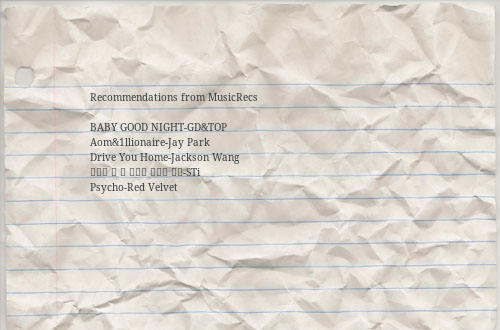 Recommendations from MusicRecs
BABY GOOD NIGHT-GD&TOP
Aom&1llionaire-Jay Park
Drive You Home-Jackson Wang
-STi
Psycho-Red Velvet